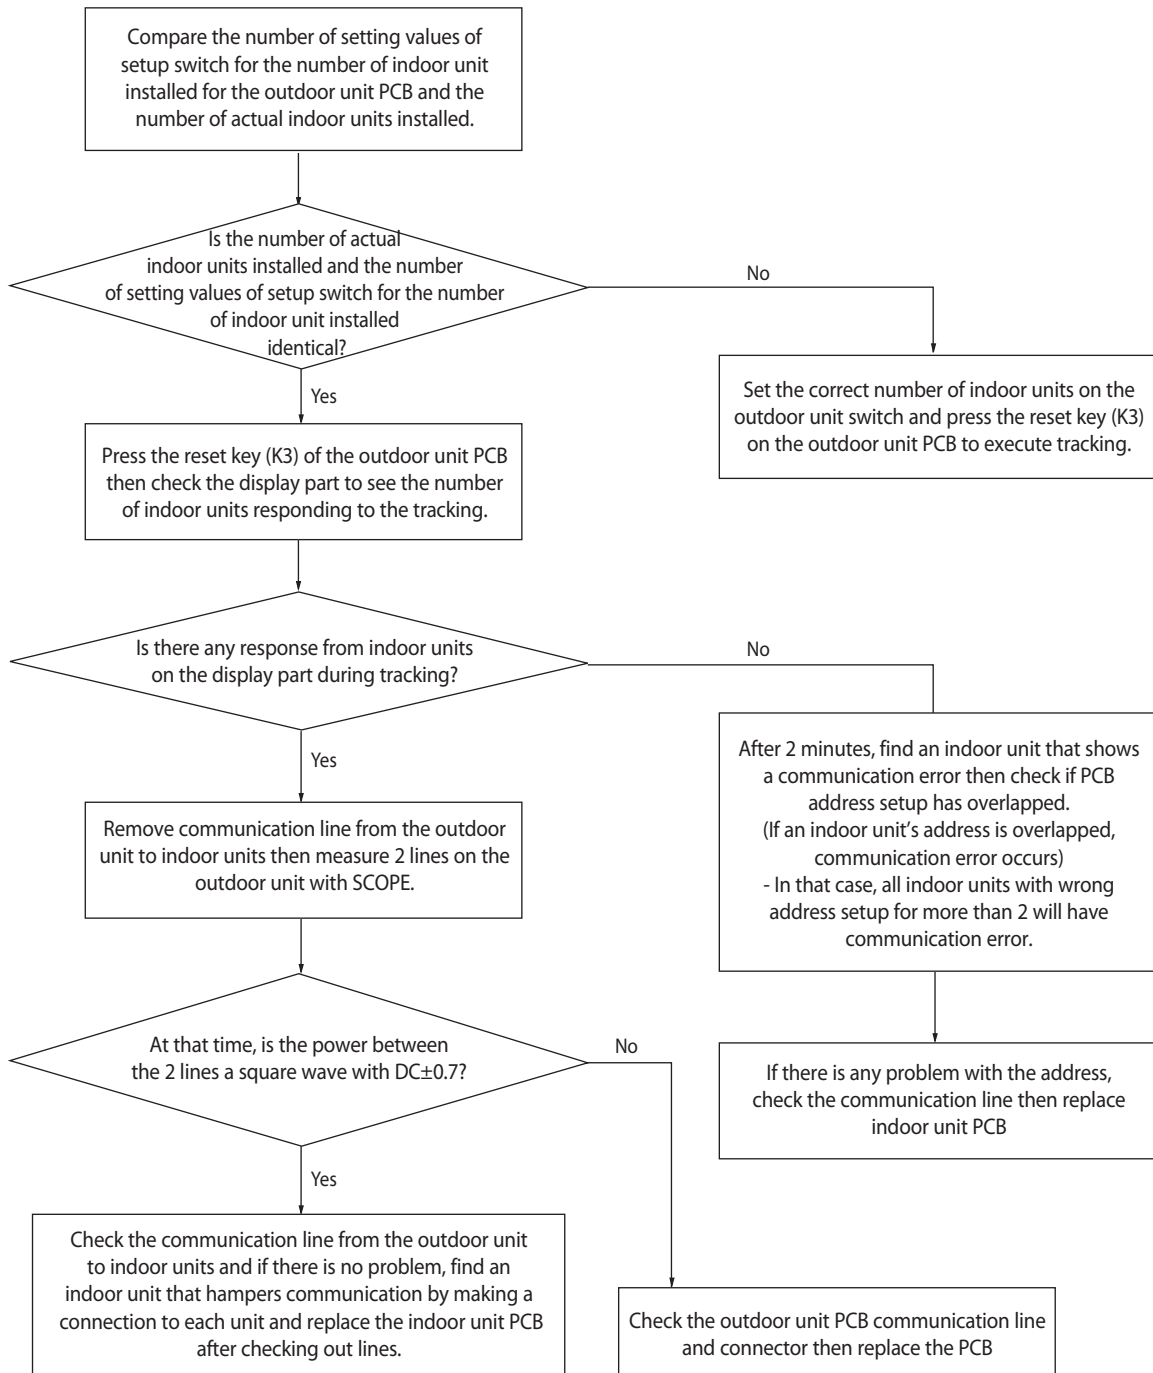 Compare the number of setting values of
setup switch for the number of indoor unit
installed for the outdoor unit PCB and the
number of actual indoor units installed.
Is the number of actual
indoor units installed and the number
of setting values of setup switch for the number
of indoor unit installed
identical?
No
Yes
Set the correct number of indoor units on the
outdoor unit switch and press the reset key (K3)
on the outdoor unit PCB to execute tracking.
Press the reset key (K3) of the outdoor unit PCB
then check the display part to see the number
of indoor units responding to the tracking.
Is there any response from indoor units
on the display part during tracking?
No
Yes
After 2 minutes, find an indoor unit that shows
a communication error then check if PCB
address setup has overlapped.
(If an indoor unit's address is overlapped,
communication error occurs)
- In that case, all indoor units with wrong
address setup for more than 2 will have
communication error.
Remove communication line from the outdoor
unit to indoor units then measure 2 lines on the
outdoor unit with SCOPE.
At that time, is the power between
the 2 lines a square wave with DC±0.7?
No
Yes
If there is any problem with the address,
check the communication line then replace
indoor unit PCB
Check the communication line from the outdoor unit
to indoor units and if there is no problem, find an
indoor unit that hampers communication by making a
connection to each unit and replace the indoor unit PCB
after checking out lines.
Check the outdoor unit PCB communication line
and connector then replace the PCB